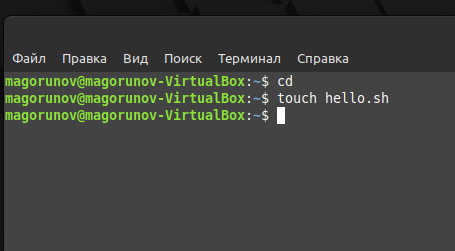 Файл Правка Вид Поиск Терминал Справка
magorunov@magorunov-VirtualBox:~$ cd
magorunov@magorunov-VirtualBox:~$ touch hello.sh
magorunov@magorunov-VirtualBox:~$